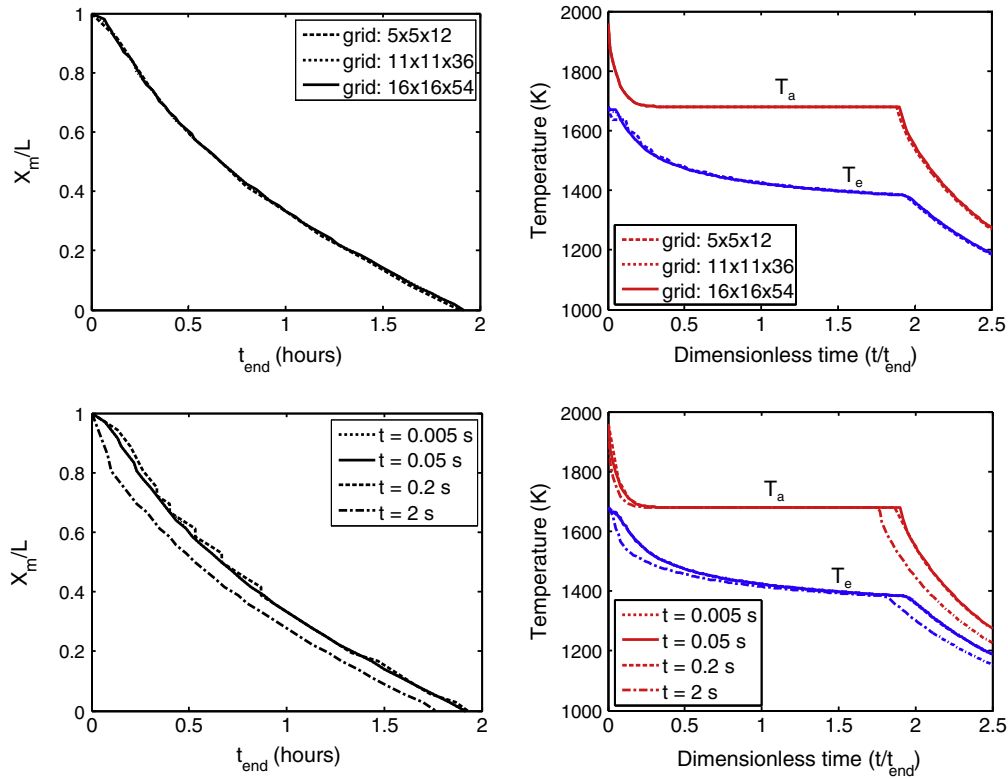 1
0.8
0.6
0.4
0.2
0
X_m/L
0 0.5 1 1.5 2
t_end (hours)
grid: 5x5x12
grid: 11x11x36
grid: 16x16x54
2000
1800
1600
1400
1200
1000
Temperature (K)
T_a
T_e
grid: 5x5x12
grid: 11x11x36
grid: 16x16x54
0 0.5 1 1.5 2 2.5
Dimensionless time (t/t_end)
1
0.8
0.6
0.4
0.2
0
X_m/L
0 0.5 1 1.5 2
t_end (hours)
t = 0.005 s
t = 0.05 s
t = 0.2 s
t = 2 s
2000
1800
1600
1400
1200
1000
Temperature (K)
T_a
T_e
t = 0.005 s
t = 0.05 s
t = 0.2 s
t = 2 s
0 0.5 1 1.5 2 2.5
Dimensionless time (t/t_end)